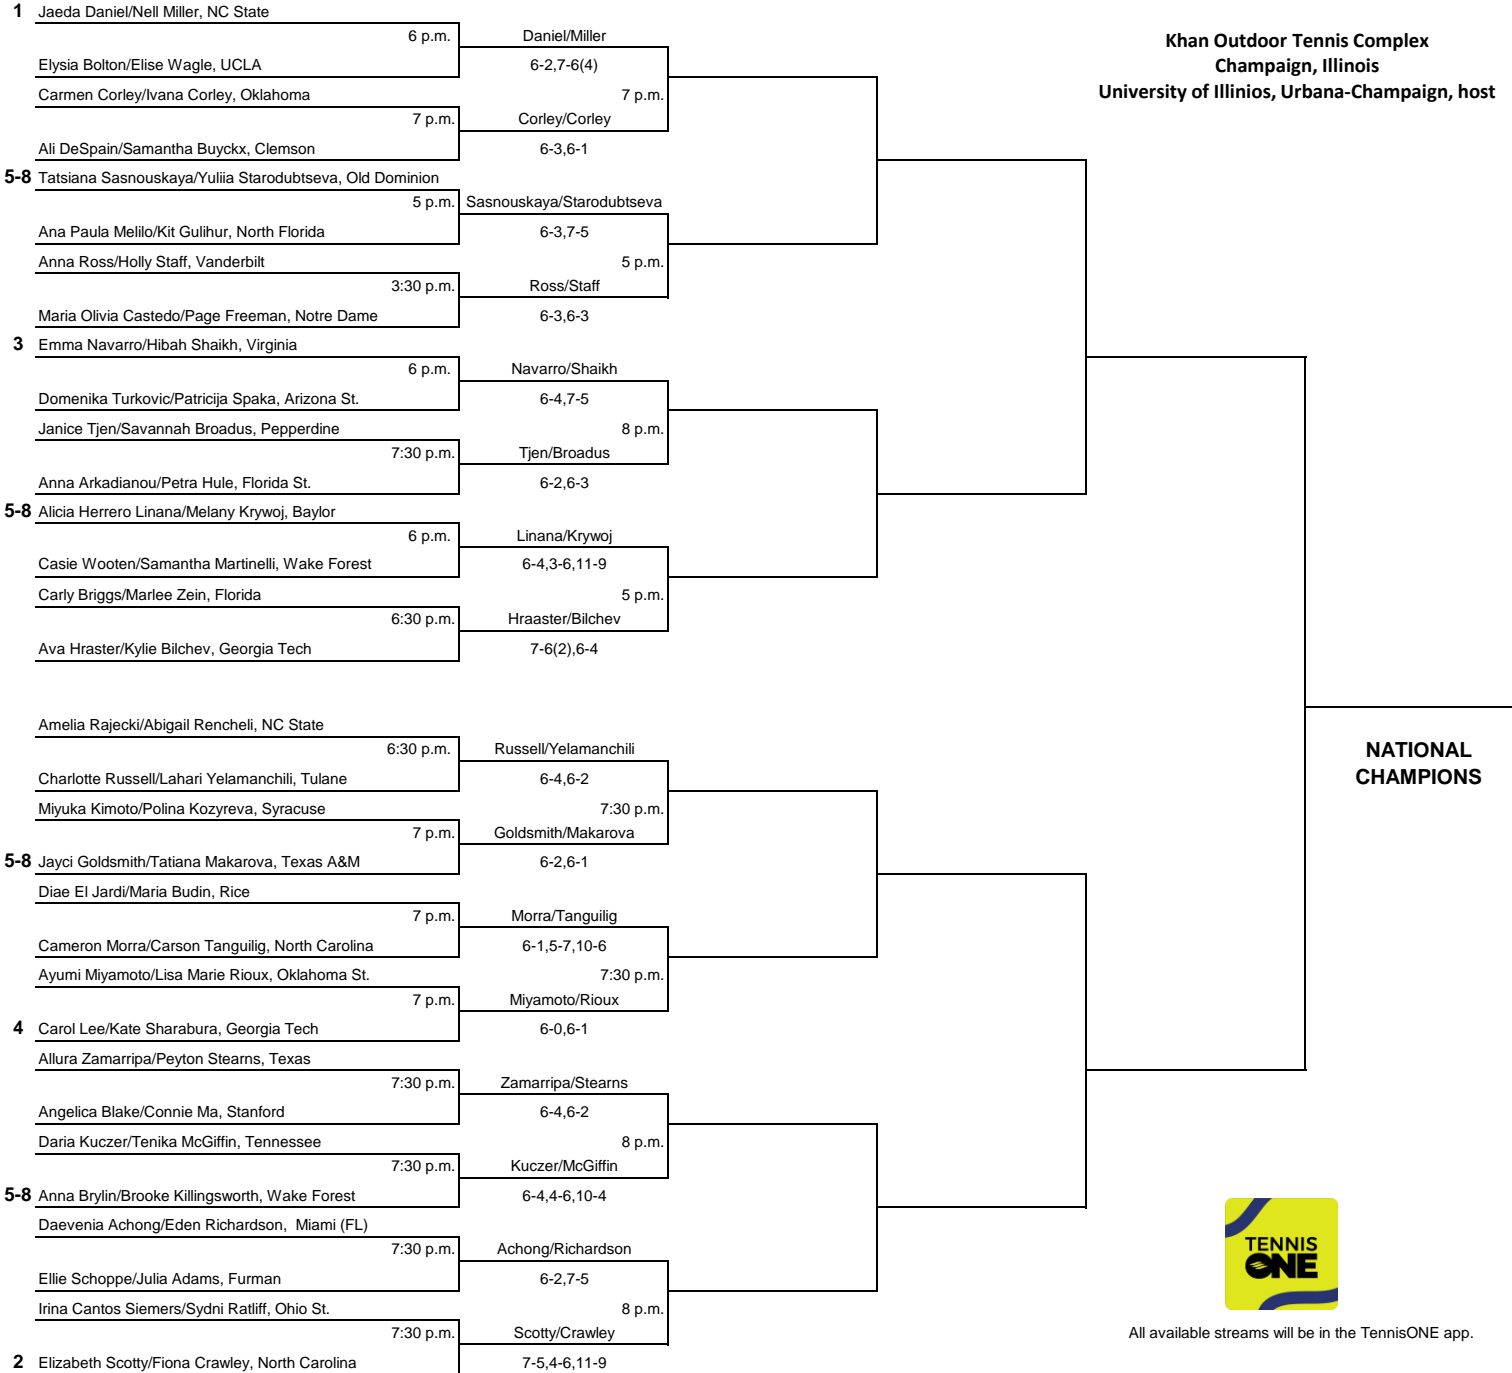 1 Jaeda Daniel/Nell Miller, NC State
6 p.m. Daniel/Miller
Elysia Bolton/Elise Wagle, UCLA 6-2,7-6(4)
Carmen Corley/Ivana Corley, Oklahoma 7 p.m.
7 p.m. Corley/Corley
Ali DeSpain/Samantha Buyckx, Clemson 6-3,6-1
5-8 Tatsiana Sasnouskaya/Yuliia Starodubtseva, Old Dominion
5 p.m. Sasnouskaya/Starodubtseva
Ana Paula Melilo/Kit Gulihur, North Florida 6-3,7-5
Anna Ross/Holly Staff, Vanderbilt 5 p.m.
3:30 p.m. Ross/Staff
Maria Olivia Castedo/Page Freeman, Notre Dame 6-3,6-3
3 Emma Navarro/Hibah Shaikh, Virginia
6 p.m. Navarro/Shaikh
Domenika Turkovic/Patricija Spaka, Arizona St. 6-4,7-5
Janice Tjen/Savannah Broadus, Pepperdine 8 p.m.
7:30 p.m. Tjen/Broadus
Anna Arkadianou/Petra Hule, Florida St. 6-2,6-3
5-8 Alicia Herrero Linana/Melany Krywoj, Baylor
6 p.m. Linana/Krywoj
Casie Wooten/Samantha Martinelli, Wake Forest 6-4,3-6,11-9
Carly Briggs/Marlee Zein, Florida 5 p.m.
6:30 p.m. Hraaster/Bilchev
Ava Hraster/Kylie Bilchev, Georgia Tech 7-6(2),6-4
Amelia Rajecki/Abigail Rencheli, NC State
6:30 p.m. Russell/Yelamanchili
Charlotte Russell/Lahari Yelamanchili, Tulane 6-4,6-2
Miyuka Kimoto/Polina Kozyreva, Syracuse 7:30 p.m.
7 p.m. Goldsmith/Makarova
5-8 Jayci Goldsmith/Tatiana Makarova, Texas A&M 6-2,6-1
Diae El Jardi/Maria Budin, Rice
7 p.m. Morra/Tanguilig
Cameron Morra/Carson Tanguilig, North Carolina 6-1,5-7,10-6
Ayumi Miyamoto/Lisa Marie Rioux, Oklahoma St. 7:30 p.m.
7 p.m. Miyamoto/Rioux
4 Carol Lee/Kate Sharabura, Georgia Tech 6-0,6-1
Allura Zamarripa/Peyton Stearns, Texas
7:30 p.m. Zamarripa/Stearns
Angelica Blake/Connie Ma, Stanford 6-4,6-2
Daria Kuczer/Tenika McGiffin, Tennessee 8 p.m.
7:30 p.m. Kuczer/McGiffin
5-8 Anna Brylin/Brooke Killingsworth, Wake Forest 6-4,4-6,10-4
Daevenia Achong/Eden Richardson, Miami (FL)
7:30 p.m. Achong/Richardson
Ellie Schoppe/Julia Adams, Furman 6-2,7-5
Irina Cantos Siemers/Sydni Ratliff, Ohio St. 8 p.m.
7:30 p.m. Scotty/Crawley
2 Elizabeth Scotty/Fiona Crawley, North Carolina 7-5,4-6,11-9
Khan Outdoor Tennis Complex
Champaign, Illinois
University of Illinios, Urbana-Champaign, host
NATIONAL
CHAMPIONS
TENNIS
ONE
All available streams will be in the TennisONE app.